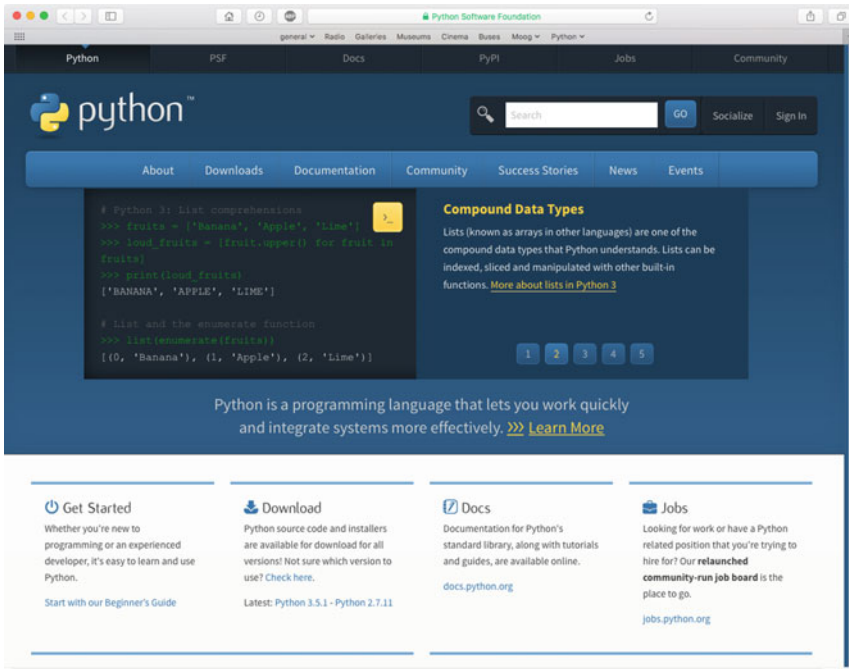 Python Software Foundation
general Radio Galleries Museums Cinema Buses Moog Python
Python PSF Docs PyPI Jobs Community
python™
Search GO Socialize Sign In
About Downloads Documentation Community Success Stories News Events
# Python 3: List comprehensions
>>> fruits = ['Banana', 'Apple', 'Lime']
>>> loud_fruits = [fruit.upper() for fruit in
fruits]
>>> print(loud_fruits)
['BANANA', 'APPLE', 'LIME']
# List and the enumerate function
>>> list(enumerate(fruits))
[(0, 'Banana'), (1, 'Apple'), (2, 'Lime')]
>_
Compound Data Types
Lists (known as arrays in other languages) are one of the
compound data types that Python understands. Lists can be
indexed, sliced and manipulated with other built-in
functions. More about lists in Python 3
1 2 3 4 5
Python is a programming language that lets you work quickly
and integrate systems more effectively. >>> Learn More
Get Started
Whether you're new to
programming or an experienced
developer, it's easy to learn and use
Python.
Start with our Beginner's Guide
Download
Python source code and installers
are available for download for all
versions! Not sure which version to
use? Check here.
Latest: Python 3.5.1 - Python 2.7.11
Docs
Documentation for Python's
standard library, along with tutorials
and guides, are available online.
docs.python.org
Jobs
Looking for work or have a Python
related position that you're trying to
hire for? Our relaunched
community-run job board is the
place to go.
jobs.python.org